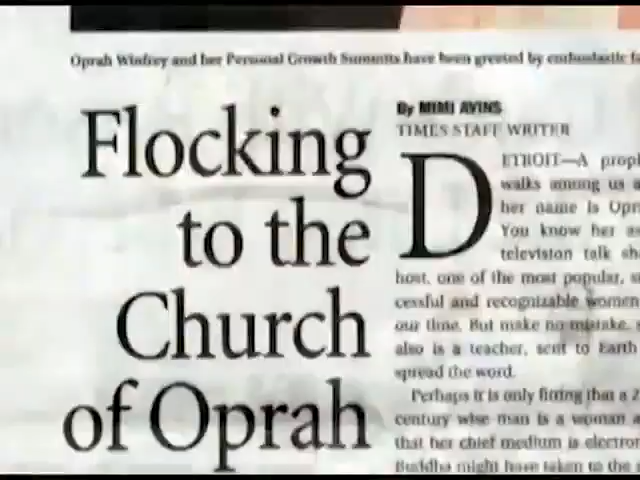 Oprah Winfrey and her Personal Growth Summits have been greeted by enthusiastic
Flocking
to the
Church
of Oprah
By MIMI AVINS
TIMES STAFF WRITER
DETROIT—A
walks among us
her name is
You know her
television talk
host, one of the most popular,
cessful and recognizable women
our time. But make no mistake,
also is a teacher, sent to Earth
spread the word.
Perhaps it is only fitting that a
century wise man is a woman
that her chief medium is
Buddha might have taken to the